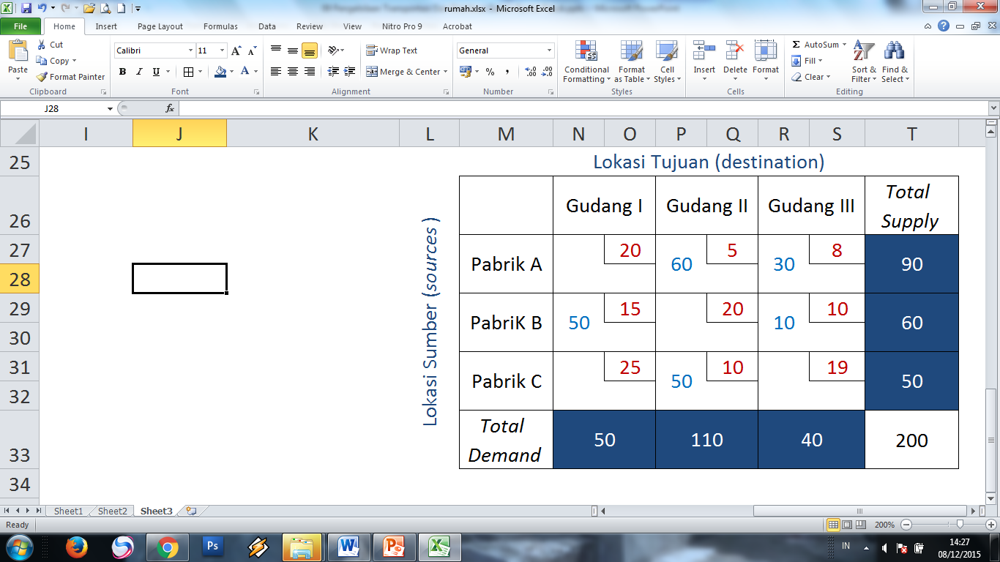 rumah.xlsx - Microsoft Excel
File Home Insert Page Layout Formulas Data Review View Nitro Pro 9 Acrobat
Paste
Cut
Copy
Format Painter
Clipboard
Calibri 11
B I U
Font
Wrap Text
Merge & Center
Alignment
General
Number
Conditional Formatting
Format as Table
Cell Styles
Styles
Insert
Delete
Format
Cells
AutoSum
Fill
Clear
Sort & Filter
Find & Select
Editing
J28
fx
I J K L M N O P Q R S T
25 Lokasi Tujuan (destination)
26 Gudang I Gudang II Gudang III Total Supply
Lokasi Sumber (sources )
27 20 5 8
28 Pabrik A 60 30 90
29 15 20 10
30 PabriK B 50 10 60
31 25 10 19
32 Pabrik C 50 50
33 Total Demand 50 110 40 200
34
Sheet1 Sheet2 Sheet3
Ready 200%
IN 14:27
08/12/2015